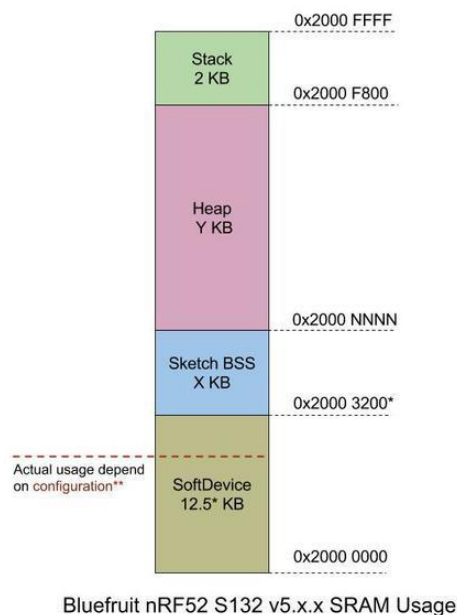 0x2000 FFFF
Stack
2 KB
0x2000 F800
Heap
Y KB
0x2000 NNNN
Sketch BSS
X KB
0x2000 3200*
Actual usage depend
on configuration**
SoftDevice
12.5* KB
0x2000 0000
Bluefruit nRF52 S132 v5.x.x SRAM Usage